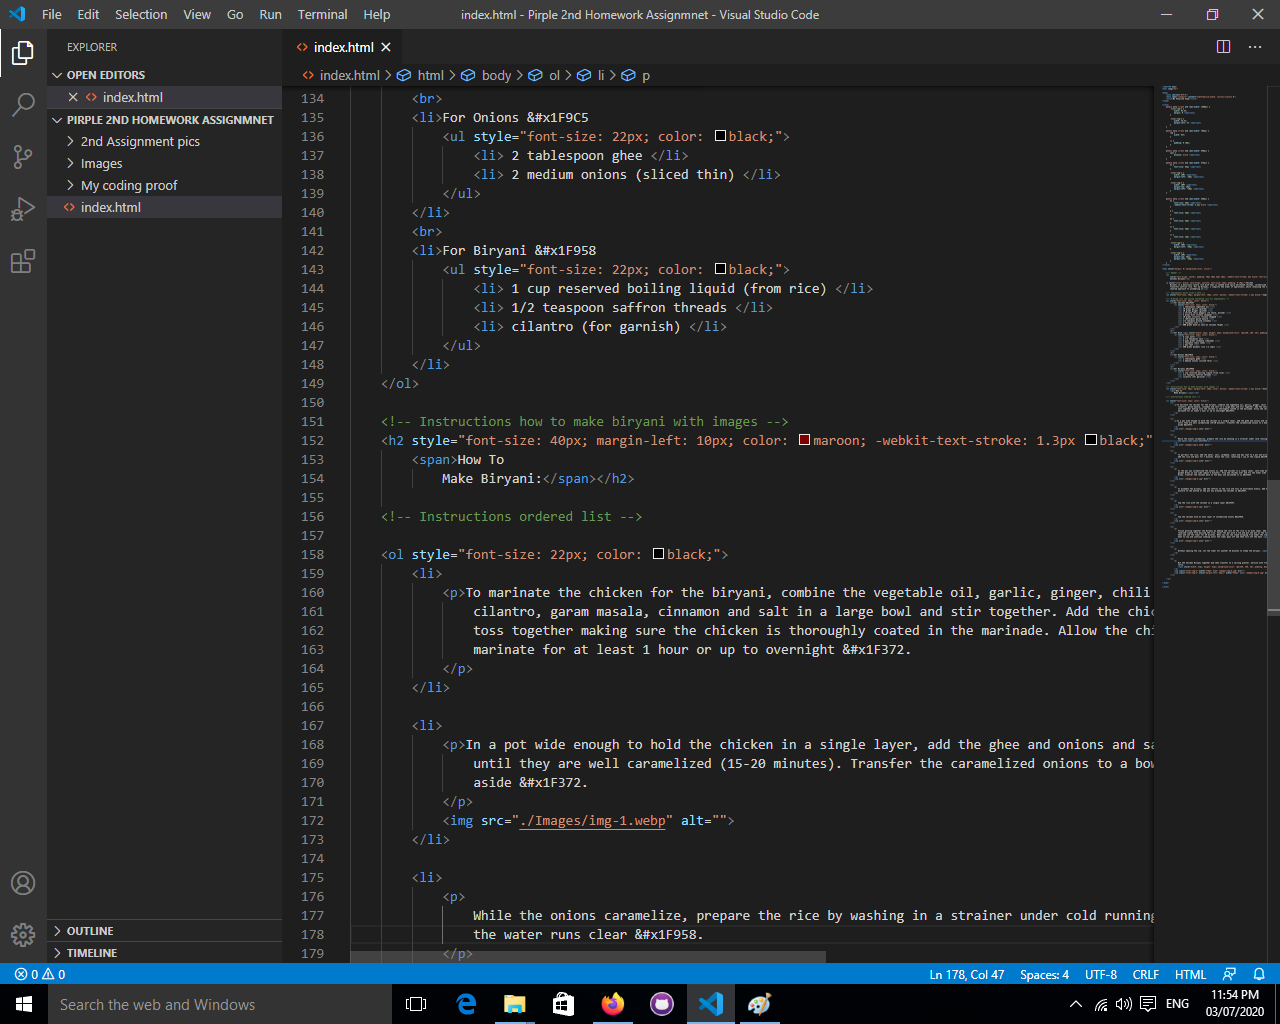 File Edit Selection View Go Run Terminal Help index.html - Pirple 2nd Homework Assignmnet - Visual Studio Code
EXPLORER
index.html
OPEN EDITORS
index.html
PIRPLE 2ND HOMEWORK ASSIGNMNET
2nd Assignment pics
Images
My coding proof
index.html
OUTLINE
TIMELINE
index.html > html > body > ol > li > p
134 <br>
135 <li>For Onions &#x1F9C5
136 <ul style="font-size: 22px; color: black;">
137 <li> 2 tablespoon ghee </li>
138 <li> 2 medium onions (sliced thin) </li>
139 </ul>
140 </li>
141 <br>
142 <li>For Biryani &#x1F958
143 <ul style="font-size: 22px; color: black;">
144 <li> 1 cup reserved boiling liquid (from rice) </li>
145 <li> 1/2 teaspoon saffron threads </li>
146 <li> cilantro (for garnish) </li>
147 </ul>
148 </li>
149 </ol>
150
151 <!-- Instructions how to make biryani with images -->
152 <h2 style="font-size: 40px; margin-left: 10px; color: maroon; -webkit-text-stroke: 1.3px black;"
153 <span>How To
154 Make Biryani:</span></h2>
155
156 <!-- Instructions ordered list -->
157
158 <ol style="font-size: 22px; color: black;">
159 <li>
160 <p>To marinate the chicken for the biryani, combine the vegetable oil, garlic, ginger, chili
161 cilantro, garam masala, cinnamon and salt in a large bowl and stir together. Add the chic
162 toss together making sure the chicken is thoroughly coated in the marinade. Allow the chi
163 marinate for at least 1 hour or up to overnight &#x1F372.
164 </p>
165 </li>
166
167 <li>
168 <p>In a pot wide enough to hold the chicken in a single layer, add the ghee and onions and sa
169 until they are well caramelized (15-20 minutes). Transfer the caramelized onions to a bow
170 aside &#x1F372.
171 </p>
172 <img src="./Images/img-1.webp" alt="">
173 </li>
174
175 <li>
176 <p>
177 While the onions caramelize, prepare the rice by washing in a strainer under cold running
178 the water runs clear &#x1F958.
179 </p>
0 0 Ln 178, Col 47 Spaces: 4 UTF-8 CRLF HTML
Search the web and Windows
ENG
11:54 PM
03/07/2020